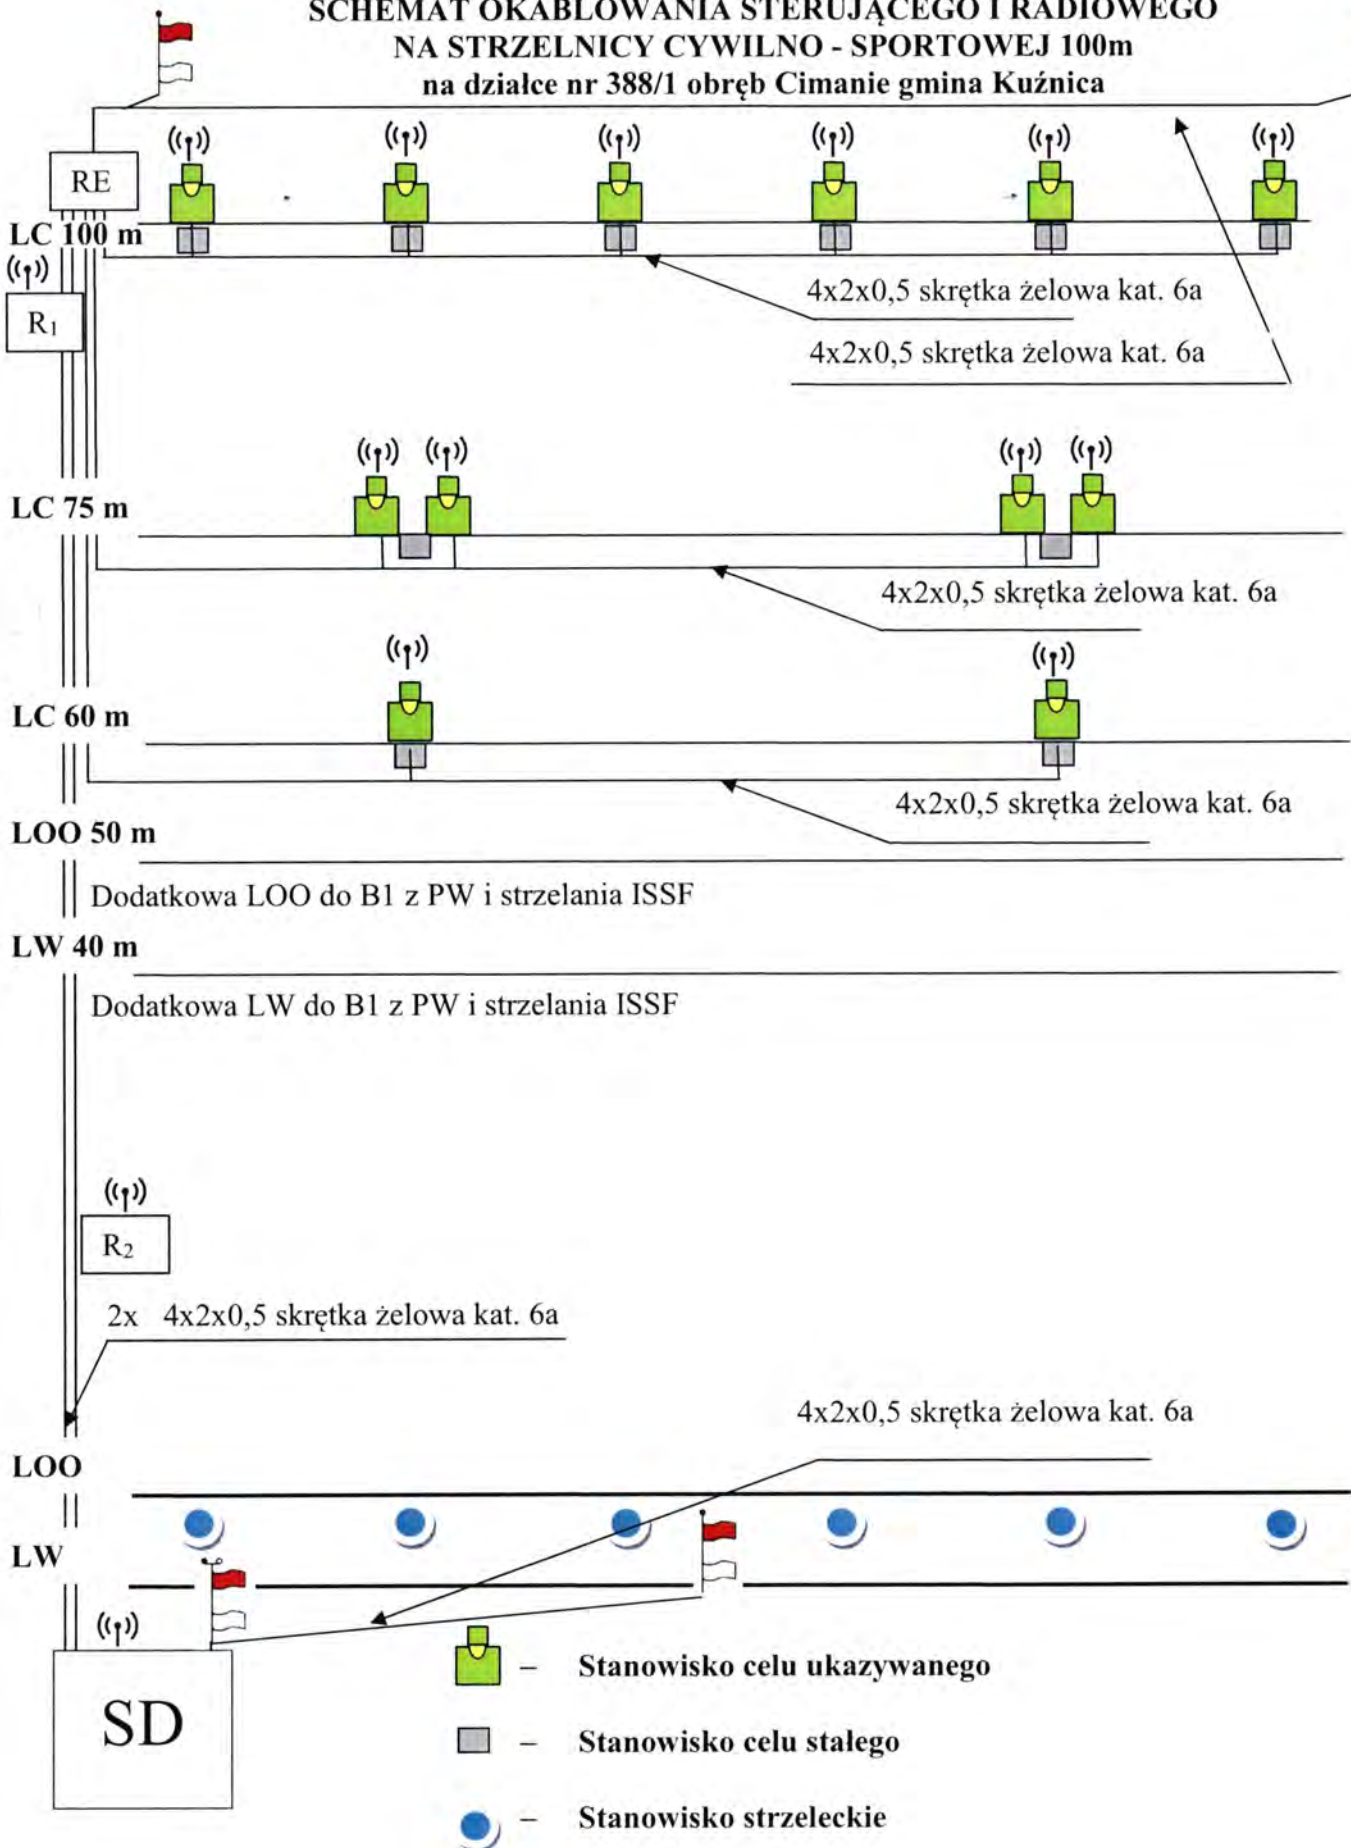 SCHEMAT OKABLOWANIA STERUJĄCEGO I RADIOWEGO
NA STRZELNICY CYWILNO - SPORTOWEJ 100m
na działce nr 388/1 obręb Cimanie gmina Kuźnica
RE
LC 100 m
R1
4x2x0,5 skrętka żelowa kat. 6a
4x2x0,5 skrętka żelowa kat. 6a
LC 75 m
4x2x0,5 skrętka żelowa kat. 6a
LC 60 m
4x2x0,5 skrętka żelowa kat. 6a
LOO 50 m
Dodatkowa LOO do B1 z PW i strzelania ISSF
LW 40 m
Dodatkowa LW do B1 z PW i strzelania ISSF
R2
2x 4x2x0,5 skrętka żelowa kat. 6a
4x2x0,5 skrętka żelowa kat. 6a
LOO
LW
SD
– Stanowisko celu ukazywanego
– Stanowisko celu stałego
– Stanowisko strzeleckie